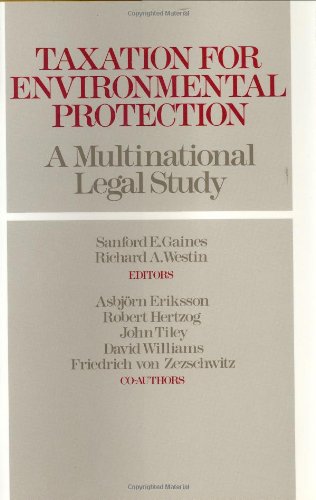 TAXATION FOR
ENVIRONMENTAL
PROTECTION
A Multinational
Legal Study
Sanford E. Gaines
Richard A. Westin
EDITORS
Asbjörn Eriksson
Robert Hertzog
John Tiley
David Williams
Friedrich von Zezschwitz
CO-AUTHORS